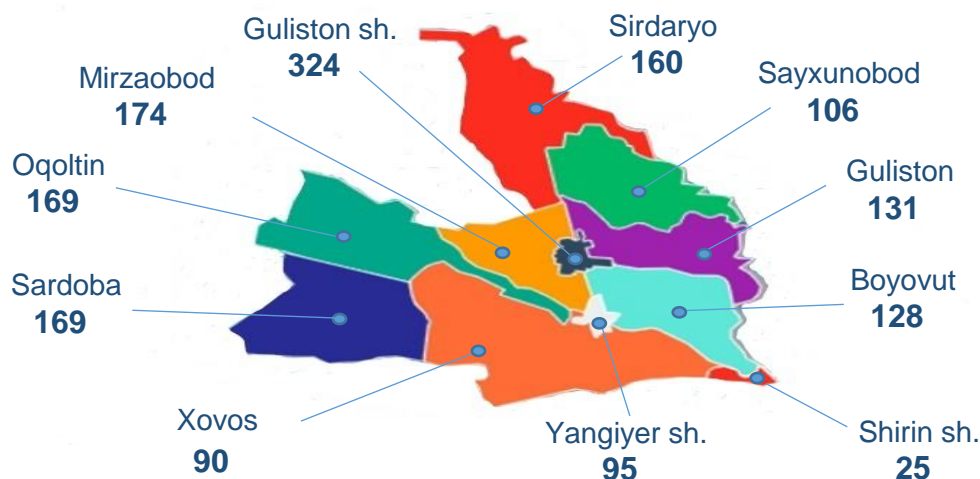 Guliston sh.
324
Sirdaryo
160
Mirzaobod
174
Sayxunobod
106
Oqoltin
169
Guliston
131
Sardoba
169
Boyovut
128
Xovos
90
Yangiyer sh.
95
Shirin sh.
25